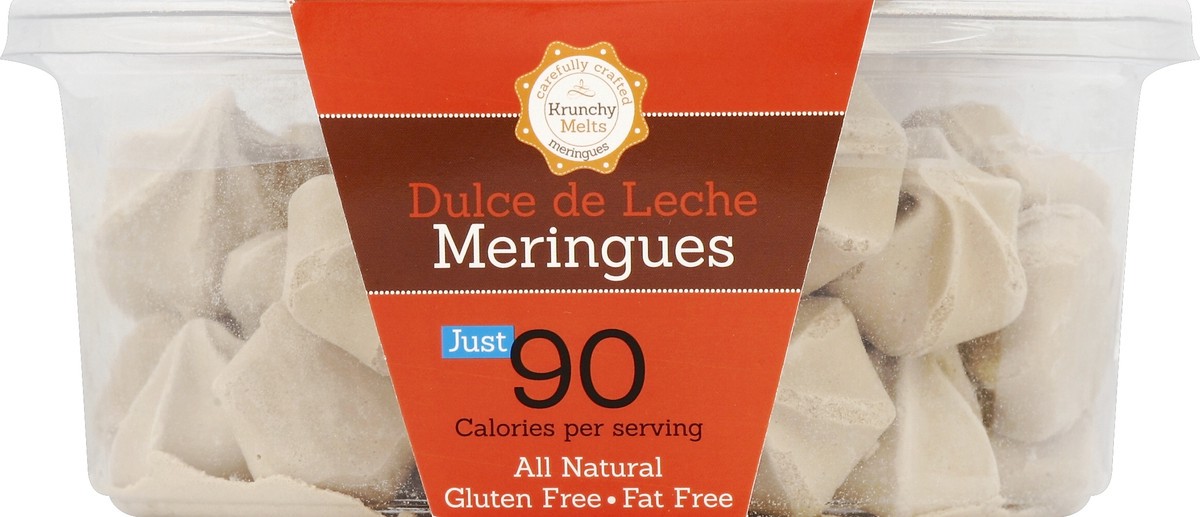 carefully crafted
Krunchy
Melts
meringues
Dulce de Leche
Meringues
Just 90
Calories per serving
All Natural
Gluten Free • Fat Free